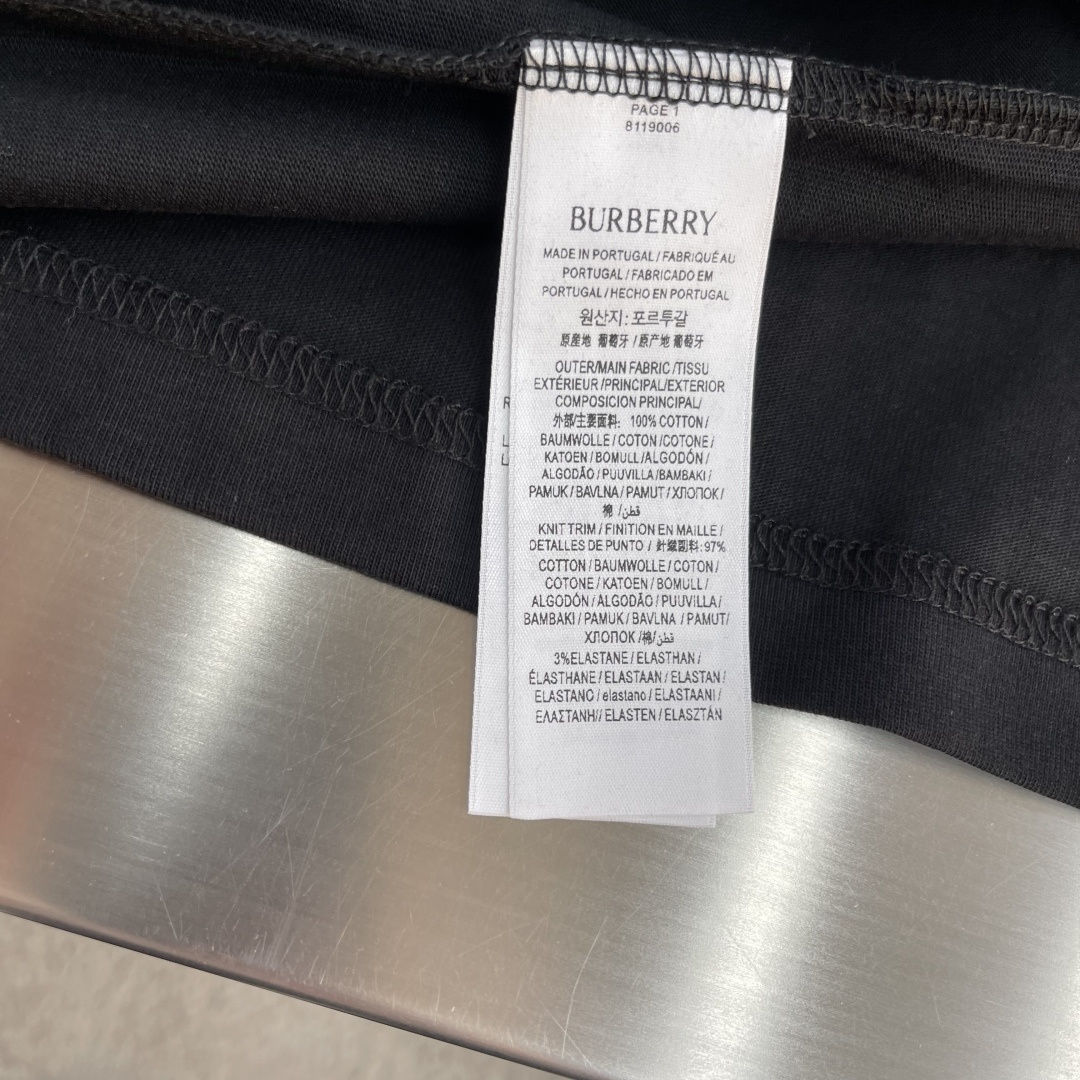 PAGE 1
8119006
BURBERRY
MADE IN PORTUGAL / FABRIQUÉ AU
PORTUGAL / FABRICADO EM
PORTUGAL / HECHO EN PORTUGAL
원산지: 포르투갈
原産地 葡萄牙 / 原产地 葡萄牙
OUTER/MAIN FABRIC /TISSU
EXTÉRIEUR /PRINCIPAL/EXTERIOR
COMPOSICION PRINCIPAL/
外部/主要面料: 100% COTTON /
BAUMWOLLE / COTON /COTONE /
KATOEN / BOMULL /ALGODÓN /
ALGODÃO / PUUVILLA /BAMBAKI /
PAMUK / BAVLNA / PAMUT / ХЛОПОК /
棉 /قطن
KNIT TRIM / FINITION EN MAILLE /
DETALLES DE PUNTO / 針織面料: 97%
COTTON / BAUMWOLLE / COTON /
COTONE / KATOEN / BOMULL /
ALGODÓN / ALGODÃO / PUUVILLA /
BAMBAKI / PAMUK / BAVLNA / PAMUT/
ХЛОПОК /棉/قطن
3%ELASTANE / ELASTHAN /
ÉLASTHANE / ELASTAAN / ELASTAN /
ELASTANO / elastano / ELASTAANI /
ΕΛΑΣΤΑΝΗ// ELASTEN / ELASZTÁN